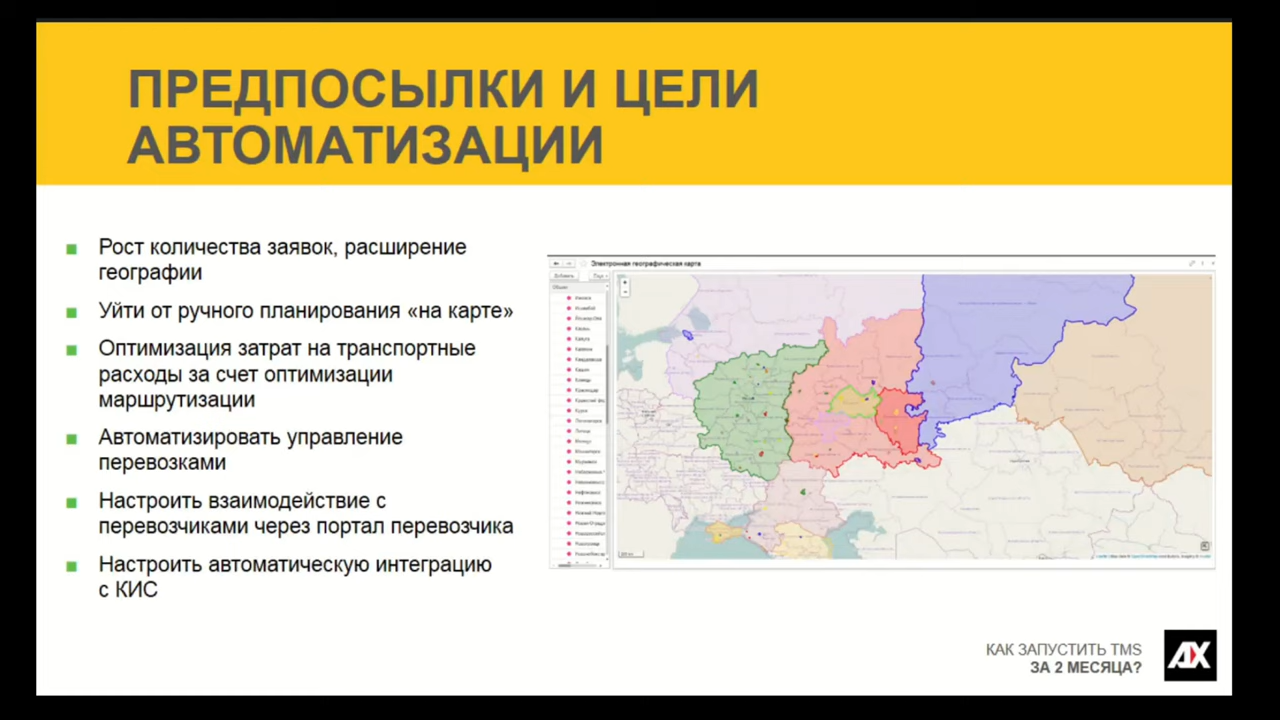 ПРЕДПОСЫЛКИ И ЦЕЛИ
АВТОМАТИЗАЦИИ
Рост количества заявок, расширение
географии
Уйти от ручного планирования «на карте»
Оптимизация затрат на транспортные
расходы за счет оптимизации
маршрутизации
Автоматизировать управление
перевозками
Настроить взаимодействие с
перевозчиками через портал перевозчика
Настроить автоматическую интеграцию
с КИС
Электронная географическая карта
КАК ЗАПУСТИТЬ TMS
ЗА 2 МЕСЯЦА?